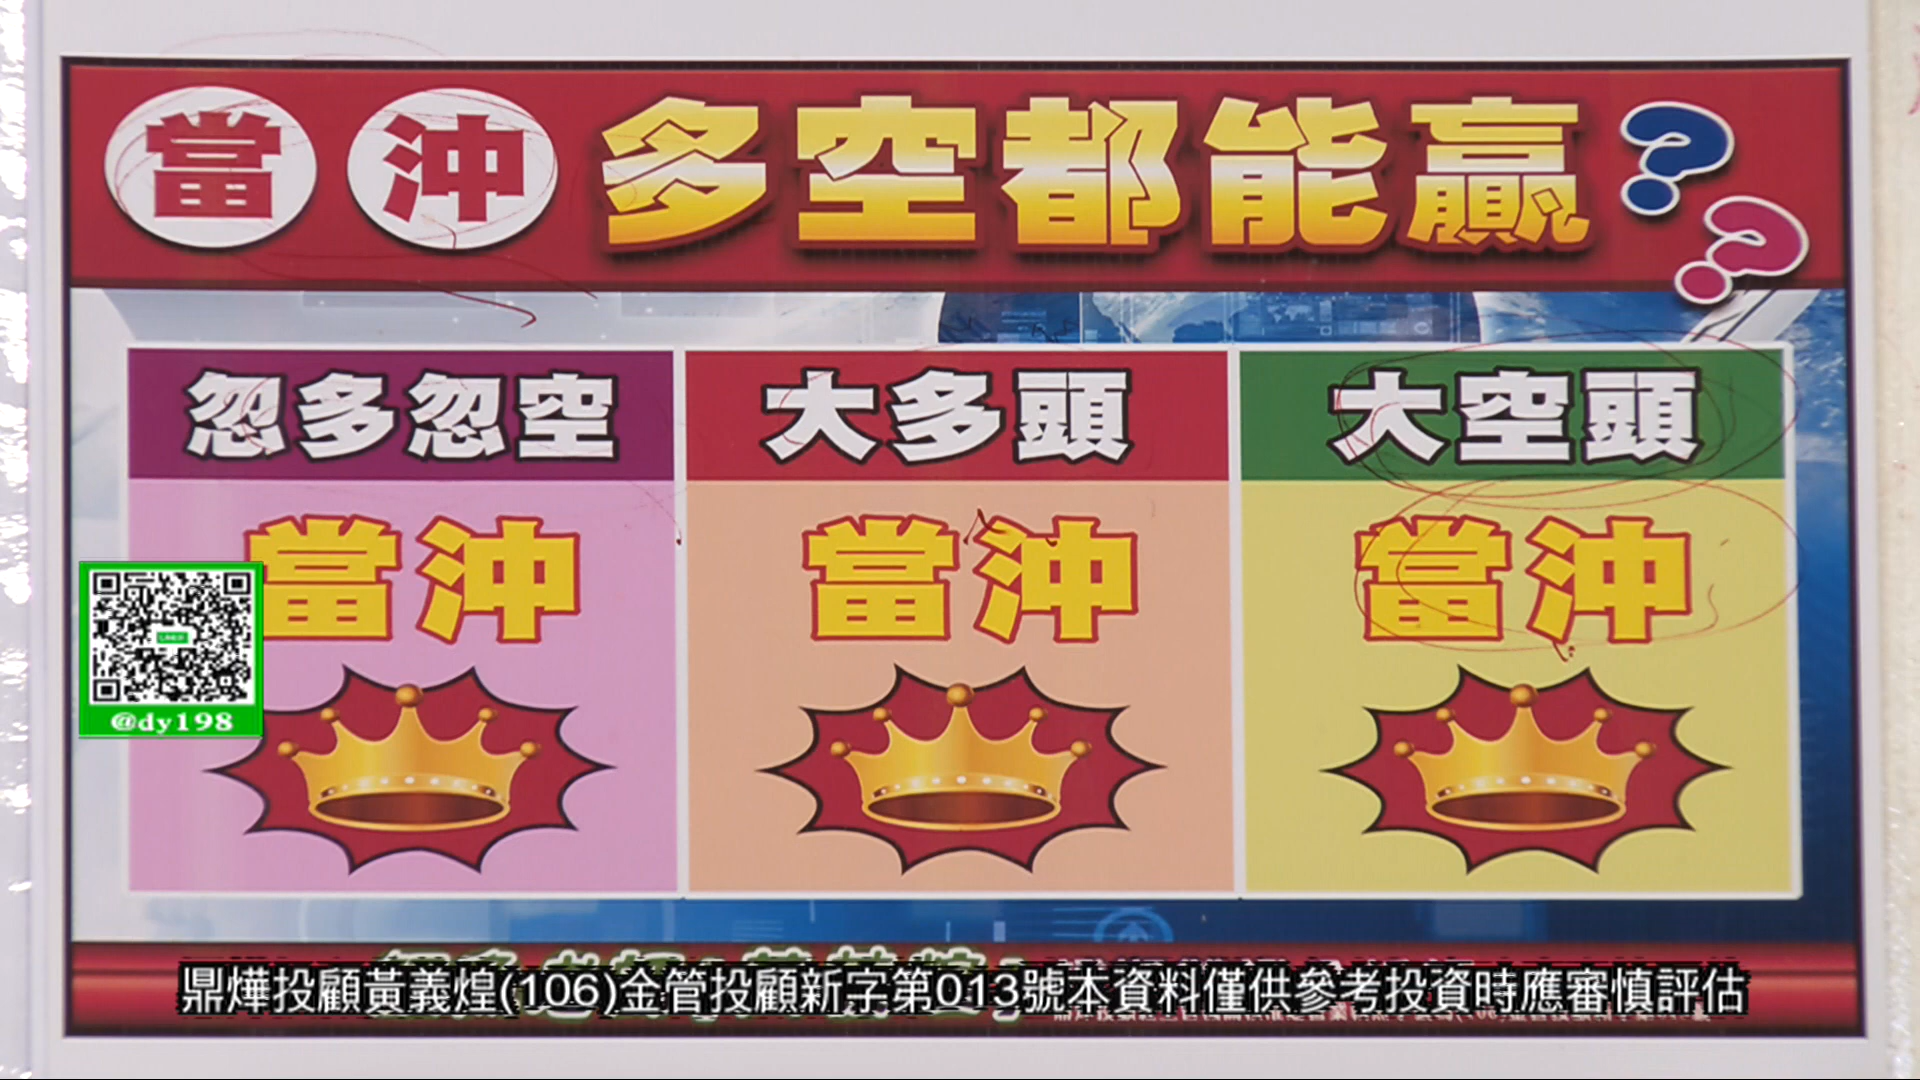 當沖多空都能贏??
忽多忽空 大多頭 大空頭
當沖 當沖 當沖
@dy198
鼎燁投顧黃義煌(106)金管投顧新字第013號本資料僅供參考投資時應審慎評估